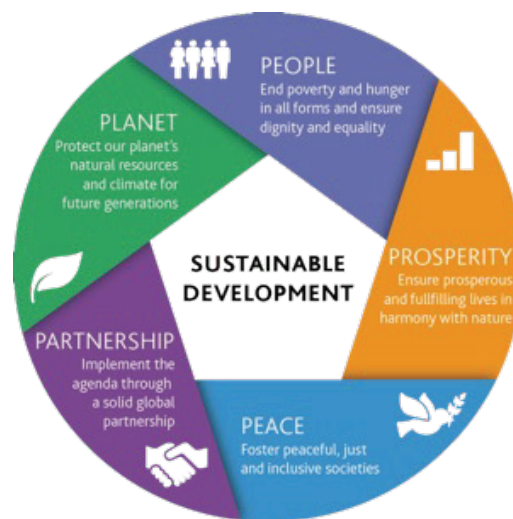 PEOPLE
End poverty and hunger
in all forms and ensure
dignity and equality
PROSPERITY
Ensure prosperous
and fullfilling lives in
harmony with nature
PEACE
Foster peaceful, just
and inclusive societies
PARTNERSHIP
Implement the
agenda through
a solid global
partnership
PLANET
Protect our planet's
natural resources
and climate for
future generations
SUSTAINABLE
DEVELOPMENT